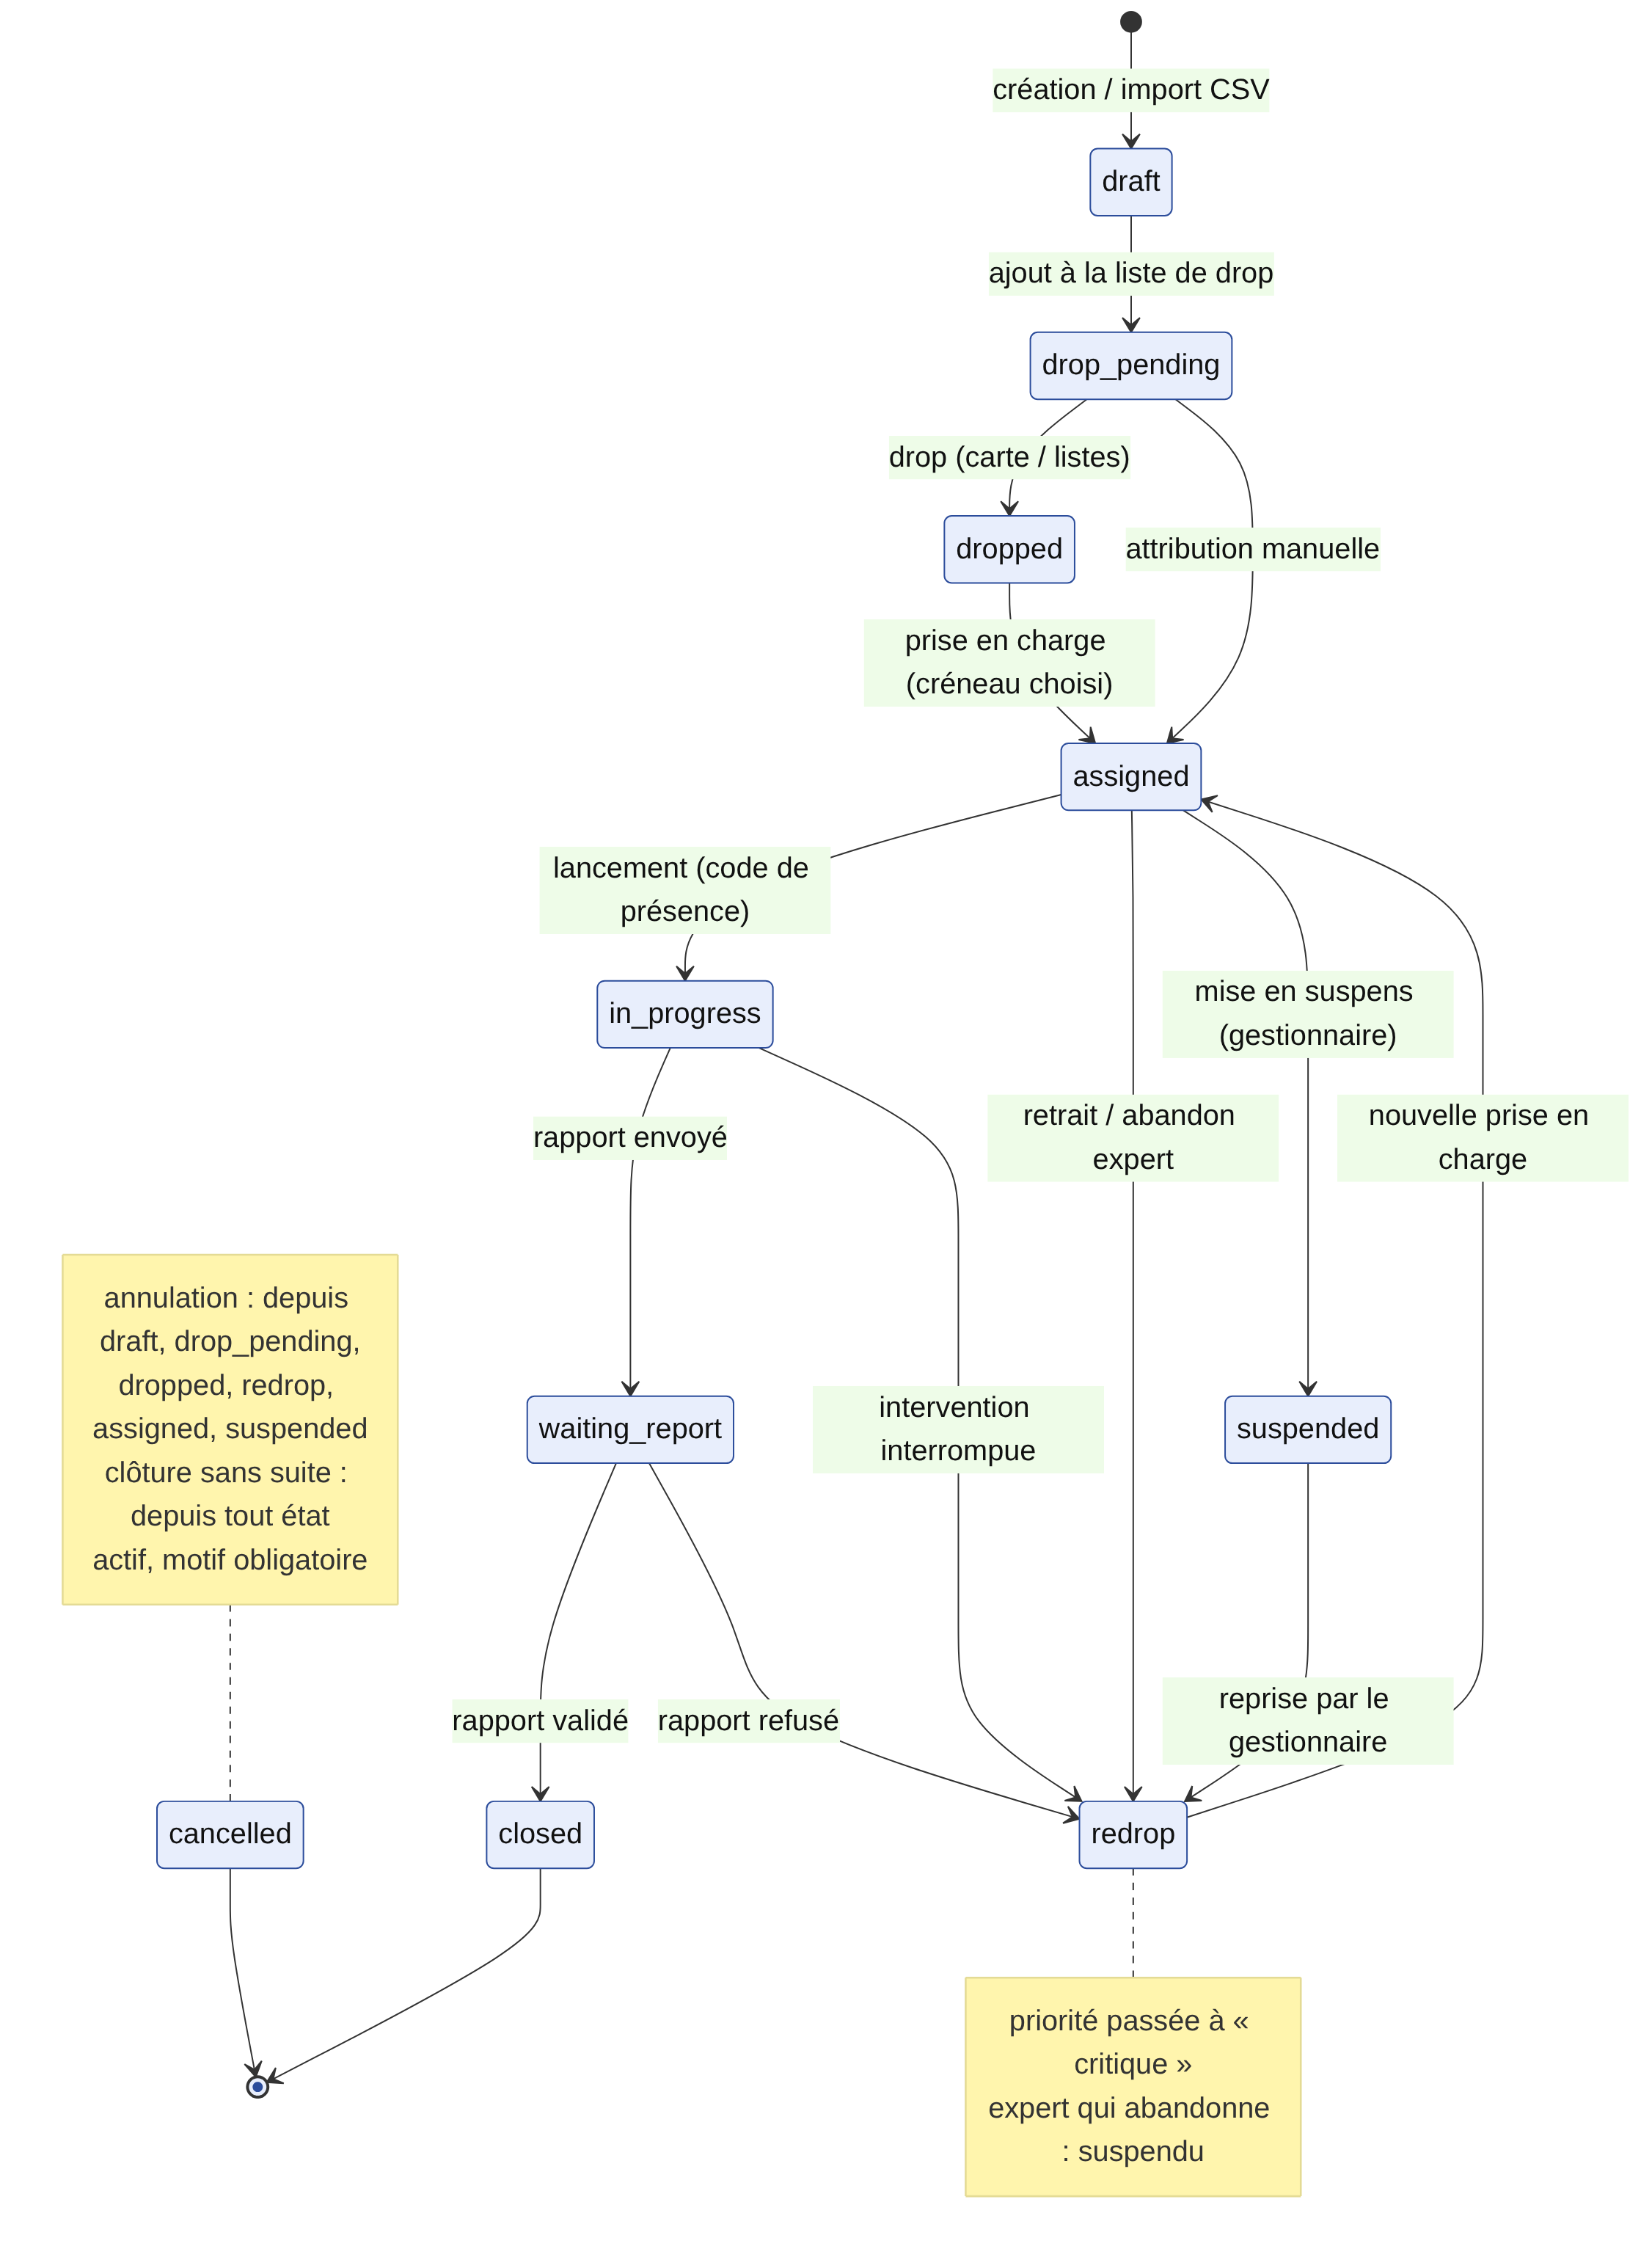 création / import CSV
draft
ajout à la liste de drop
drop_pending
drop (carte / listes)
dropped
attribution manuelle
prise en charge
(créneau choisi)
assigned
lancement (code de
présence)
in_progress
mise en suspens
(gestionnaire)
rapport envoyé
retrait / abandon
expert
nouvelle prise en
charge
annulation : depuis
draft, drop_pending,
dropped, redrop,
assigned, suspended
clôture sans suite :
depuis tout état
actif, motif obligatoire
waiting_report
intervention
interrompue
suspended
rapport validé
rapport refusé
reprise par le
gestionnaire
cancelled
closed
redrop
priorité passée à «
critique »
expert qui abandonne
: suspendu